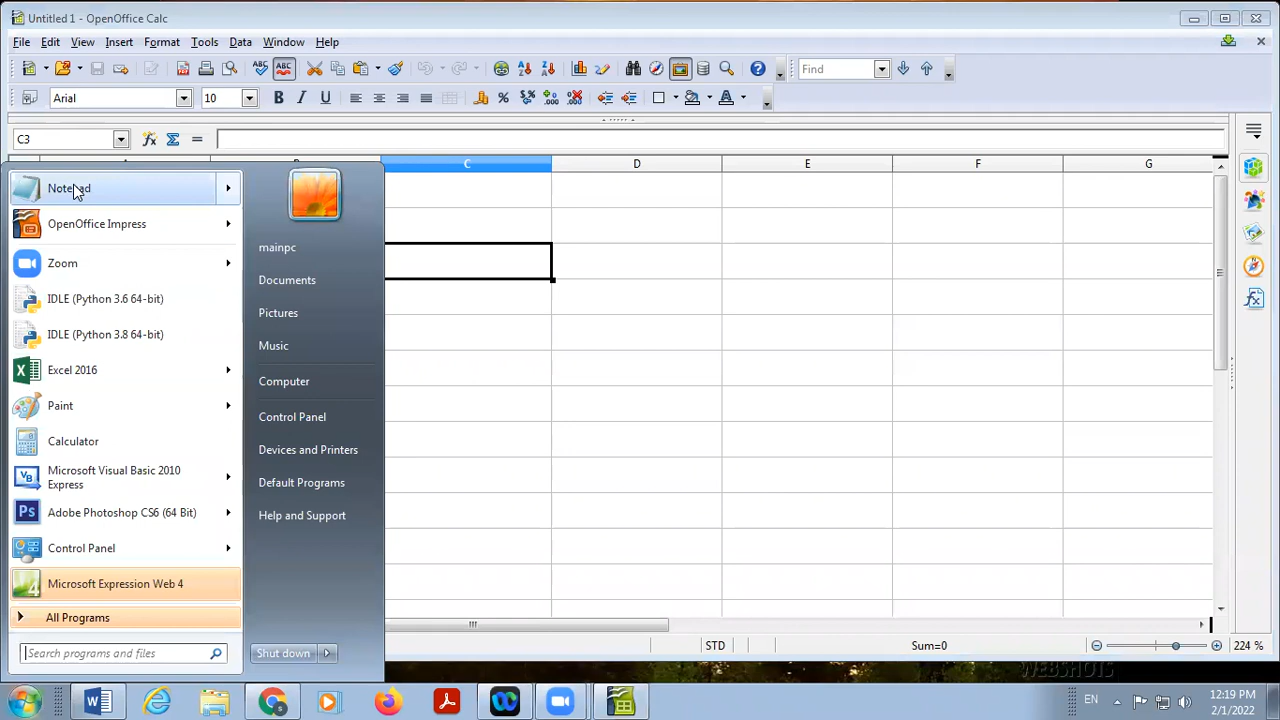 Untitled 1 - OpenOffice Calc
File Edit View Insert Format Tools Data Window Help
ABC ABC Find
Arial 10
C3
C D E F G
Notepad
OpenOffice Impress
Zoom
IDLE (Python 3.6 64-bit)
IDLE (Python 3.8 64-bit)
Excel 2016
Paint
Calculator
Microsoft Visual Basic 2010
Express
Adobe Photoshop CS6 (64 Bit)
Control Panel
Microsoft Expression Web 4
All Programs
Search programs and files
mainpc
Documents
Pictures
Music
Computer
Control Panel
Devices and Printers
Default Programs
Help and Support
Shut down
STD Sum=0 224 %
WEBSHOTS
EN 12:19 PM
2/1/2022